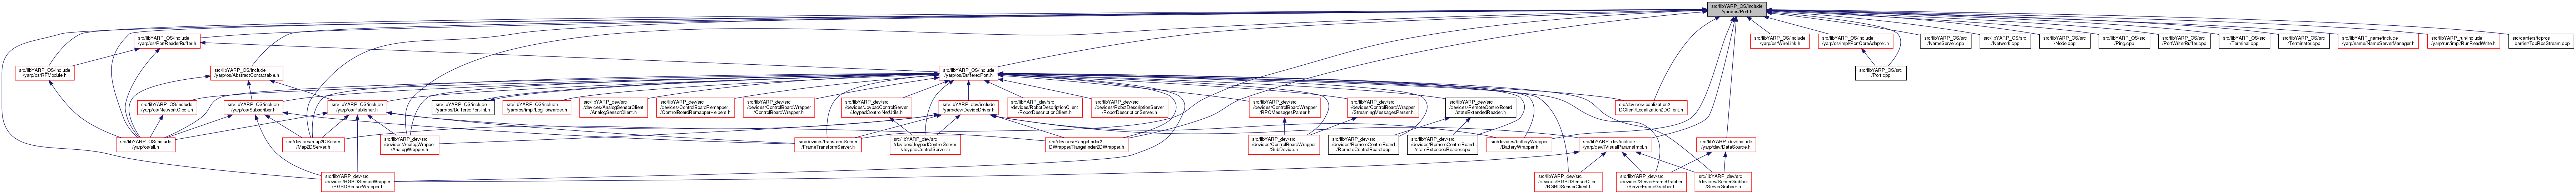 src/libYARP_OS/include
/yarp/os/Port.h
src/libYARP_OS/include
/yarp/os/PortReaderBuffer.h
src/libYARP_OS/include
/yarp/os/WireLink.h
src/libYARP_OS/include
/yarp/os/impl/PortCoreAdapter.h
src/libYARP_OS/src
/NameServer.cpp
src/libYARP_OS/src
/Network.cpp
src/libYARP_OS/src
/Node.cpp
src/libYARP_OS/src
/Ping.cpp
src/libYARP_OS/src
/PortWriterBuffer.cpp
src/libYARP_OS/src
/Terminal.cpp
src/libYARP_OS/src
/Terminator.cpp
src/libYARP_name/include
/yarp/name/NameServerManager.h
src/libYARP_run/include
/yarp/run/impl/RunReadWrite.h
src/carriers/tcpros
_carrier/TcpRosStream.cpp
src/libYARP_OS/include
/yarp/os/RFModule.h
src/libYARP_OS/include
/yarp/os/AbstractContactable.h
src/libYARP_OS/include
/yarp/os/BufferedPort.h
src/libYARP_OS/src
/Port.cpp
src/libYARP_OS/include
/yarp/os/NetworkClock.h
src/libYARP_OS/include
/yarp/os/Subscriber.h
src/libYARP_OS/include
/yarp/os/Publisher.h
src/libYARP_OS/include
/yarp/os/BufferedPort-inl.h
src/libYARP_OS/include
/yarp/os/impl/LogForwarder.h
src/libYARP_dev/src
/devices/AnalogSensorClient
/AnalogSensorClient.h
src/libYARP_dev/src
/devices/ControlBoardRemapper
/ControlBoardRemapperHelpers.h
src/libYARP_dev/src
/devices/ControlBoardWrapper
/ControlBoardWrapper.h
src/libYARP_dev/src
/devices/JoypadControlServer
/JoypadControlNetUtils.h
src/libYARP_dev/include
/yarp/dev/DeviceDriver.h
src/libYARP_dev/src
/devices/RobotDescriptionClient
/RobotDescriptionClient.h
src/libYARP_dev/src
/devices/RobotDescriptionServer
/RobotDescriptionServer.h
src/libYARP_dev/src
/devices/ControlBoardWrapper
/RPCMessagesParser.h
src/libYARP_dev/src
/devices/ControlBoardWrapper
/StreamingMessagesParser.h
src/libYARP_dev/src
/devices/RemoteControlBoard
/stateExtendedReader.h
src/devices/localization2
DClient/Localization2DClient.h
src/libYARP_OS/include
/yarp/os/all.h
src/devices/map2DServer
/Map2DServer.h
src/libYARP_dev/src
/devices/AnalogWrapper
/AnalogWrapper.h
src/devices/transformServer
/FrameTransformServer.h
src/libYARP_dev/src
/devices/JoypadControlServer
/JoypadControlServer.h
src/devices/Rangefinder2
DWrapper/Rangefinder2DWrapper.h
src/libYARP_dev/src
/devices/ControlBoardWrapper
/SubDevice.h
src/libYARP_dev/src
/devices/RemoteControlBoard
/RemoteControlBoard.cpp
src/libYARP_dev/src
/devices/RemoteControlBoard
/stateExtendedReader.cpp
src/devices/batteryWrapper
/BatteryWrapper.h
src/libYARP_dev/include
/yarp/dev/IVisualParamsImpl.h
src/libYARP_dev/include
/yarp/dev/DataSource.h
src/libYARP_dev/src
/devices/RGBDSensorWrapper
/RGBDSensorWrapper.h
src/libYARP_dev/src
/devices/RGBDSensorClient
/RGBDSensorClient.h
src/libYARP_dev/src
/devices/ServerFrameGrabber
/ServerFrameGrabber.h
src/libYARP_dev/src
/devices/ServerGrabber
/ServerGrabber.h